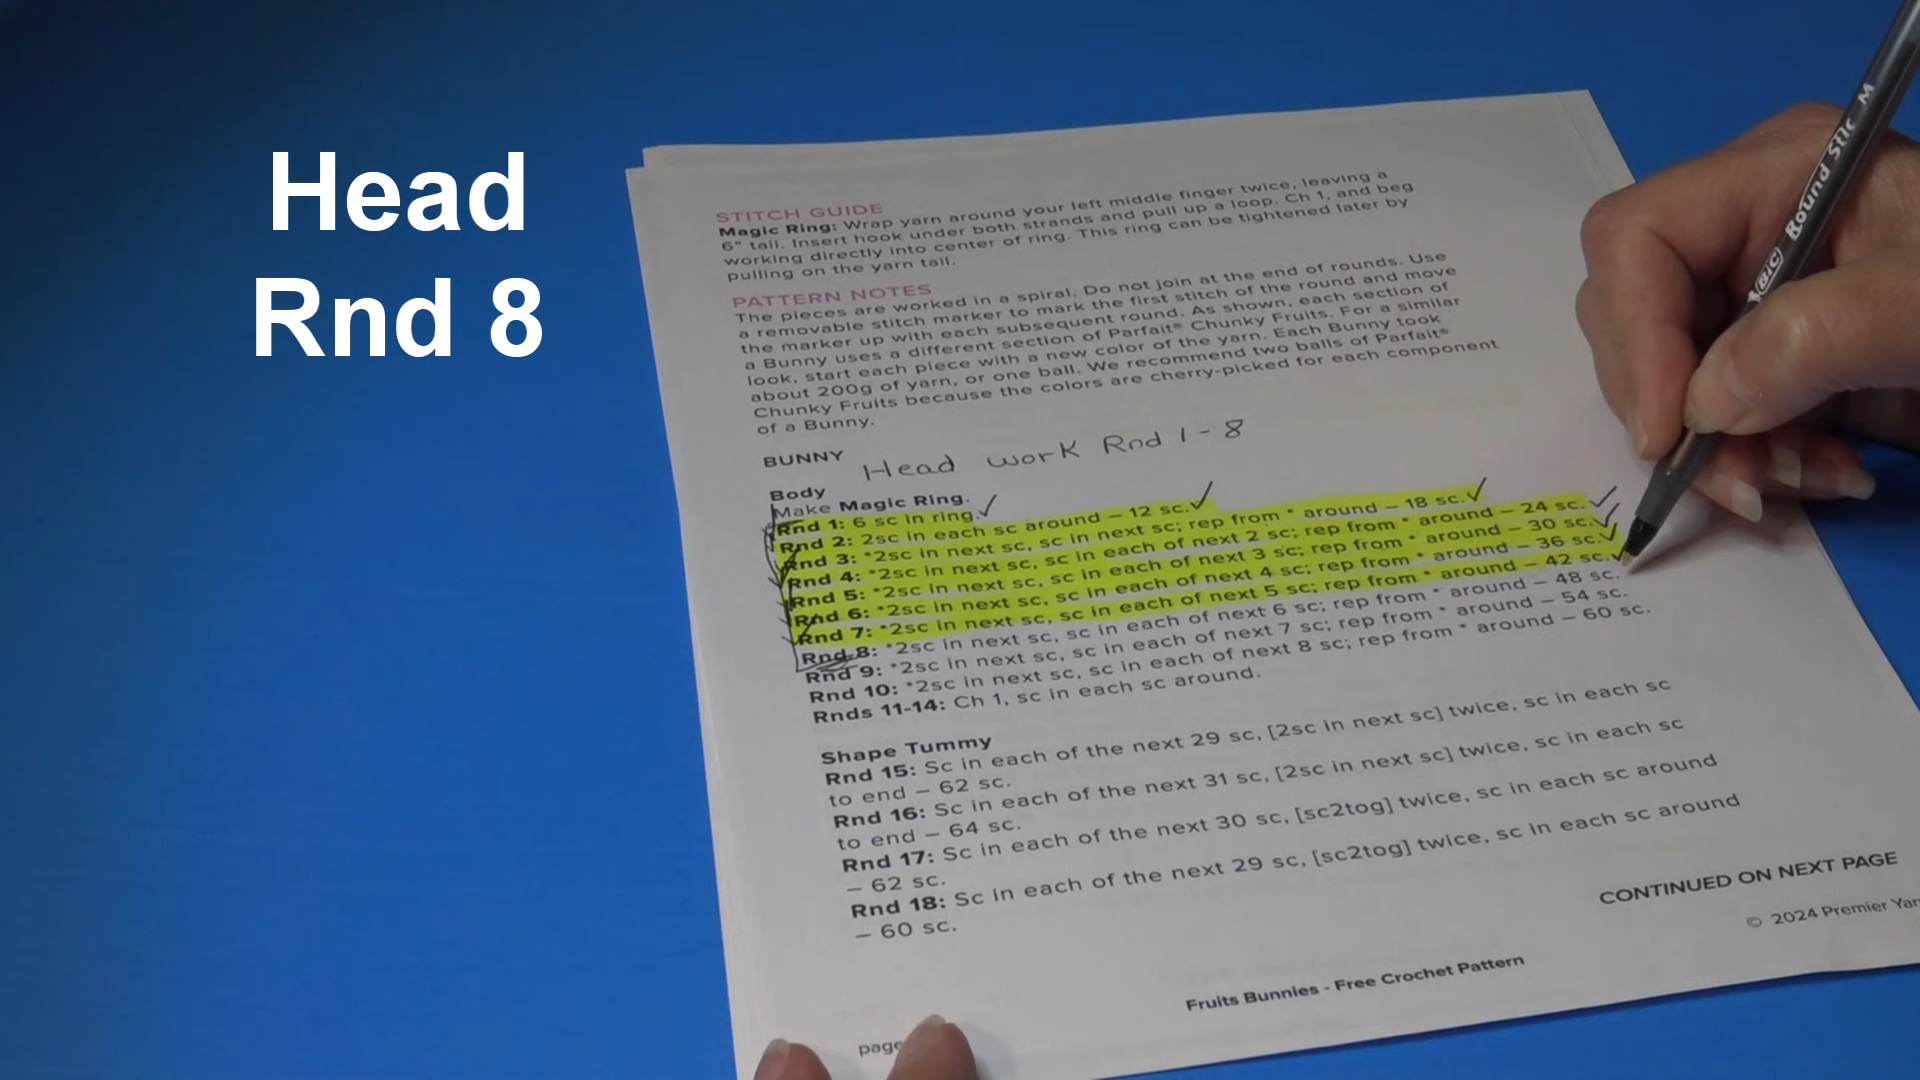 Head
Rnd 8
STITCH GUIDE
Magic Ring: Wrap yarn around your left middle finger twice, leaving a
6" tail. Insert hook under both strands and pull up a loop. Ch 1, and beg
working directly into center of ring. This ring can be tightened later by
pulling on the yarn tail.
PATTERN NOTES
The pieces are worked in a spiral. Do not join at the end of rounds. Use
a removable stitch marker to mark the first stitch of the round and move
the marker up with each subsequent round. As shown, each section of
a Bunny uses a different section of Parfait® Chunky Fruits. For a similar
look, start each piece with a new color of the yarn. Each Bunny took
about 200g of yarn, or one ball. We recommend two balls of Parfait®
Chunky Fruits because the colors are cherry-picked for each component
of a Bunny.
BUNNY
Head work Rnd 1-8
Body
Make Magic Ring.
Rnd 1: 6 sc in ring.
Rnd 2: 2sc in each sc around – 12 sc.
Rnd 3: *2sc in next sc, sc in next sc; rep from * around – 18 sc.
Rnd 4: *2sc in next sc, sc in each of next 2 sc; rep from * around – 24 sc.
Rnd 5: *2sc in next sc, sc in each of next 3 sc; rep from * around – 30 sc.
Rnd 6: *2sc in next sc, sc in each of next 4 sc; rep from * around – 36 sc.
Rnd 7: *2sc in next sc, sc in each of next 5 sc; rep from * around – 42 sc.
Rnd 8: *2sc in next sc, sc in each of next 6 sc; rep from * around – 48 sc.
Rnd 9: *2sc in next sc, sc in each of next 7 sc; rep from * around – 54 sc.
Rnd 10: *2sc in next sc, sc in each of next 8 sc; rep from * around – 60 sc.
Rnds 11-14: Ch 1, sc in each sc around.
Shape Tummy
Rnd 15: Sc in each of the next 29 sc, [2sc in next sc] twice, sc in each sc
to end – 62 sc.
Rnd 16: Sc in each of the next 31 sc, [2sc in next sc] twice, sc in each sc
to end – 64 sc.
Rnd 17: Sc in each of the next 30 sc, [sc2tog] twice, sc in each sc around
– 62 sc.
Rnd 18: Sc in each of the next 29 sc, [sc2tog] twice, sc in each sc around
– 60 sc.
CONTINUED ON NEXT PAGE
© 2024 Premier Yar
Fruits Bunnies - Free Crochet Pattern
page
BIC Round Stic M